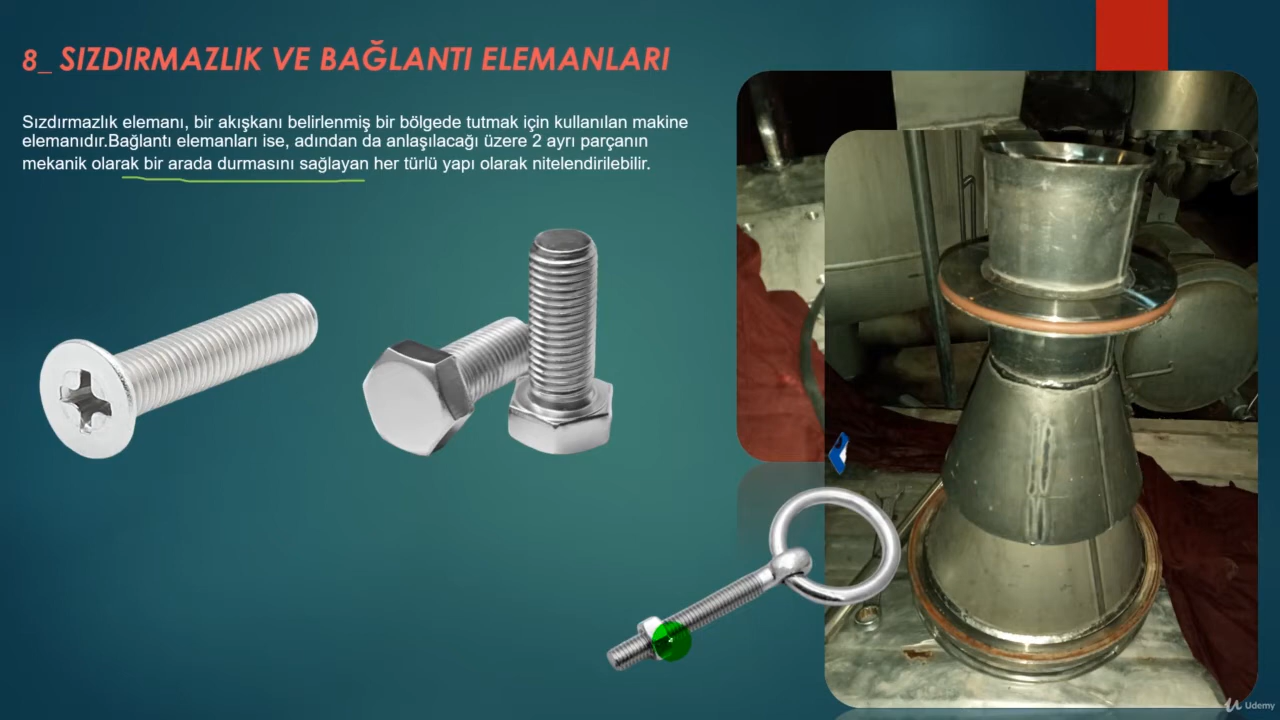 8_ SIZDIRMAZLIK VE BAĞLANTI ELEMANLARI
Sızdırmazlık elemanı, bir akışkanı belirlenmiş bir bölgede tutmak için kullanılan makine
elemanıdır.Bağlantı elemanları ise, adından da anlaşılacağı üzere 2 ayrı parçanın
mekanik olarak bir arada durmasını sağlayan her türlü yapı olarak nitelendirilebilir.
Udemy